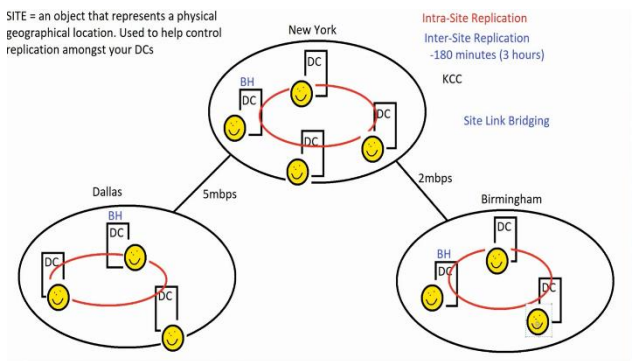 SITE = an object that represents a physical
geographical location. Used to help control
replication amongst your DCs
New York
Intra-Site Replication
Inter-Site Replication
-180 minutes (3 hours)
KCC
Site Link Bridging
DC
BH
DC
DC
DC
5mbps
2mbps
Dallas
BH
DC
DC
DC
Birmingham
DC
BH
DC
DC